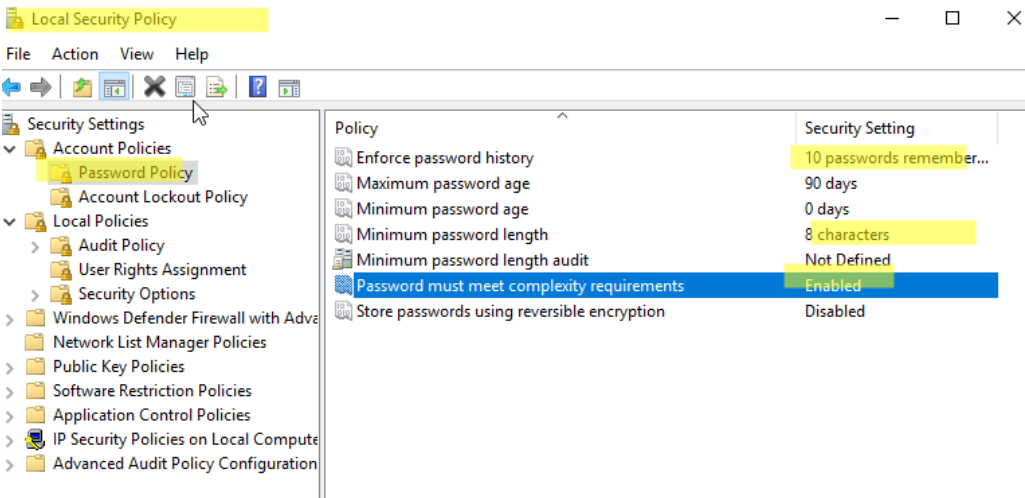 Local Security Policy
File Action View Help
Security Settings
Account Policies
Password Policy
Account Lockout Policy
Local Policies
Audit Policy
User Rights Assignment
Security Options
Windows Defender Firewall with Adva
Network List Manager Policies
Public Key Policies
Software Restriction Policies
Application Control Policies
IP Security Policies on Local Compute
Advanced Audit Policy Configuration
Policy Security Setting
Enforce password history 10 passwords remember...
Maximum password age 90 days
Minimum password age 0 days
Minimum password length 8 characters
Minimum password length audit Not Defined
Password must meet complexity requirements Enabled
Store passwords using reversible encryption Disabled